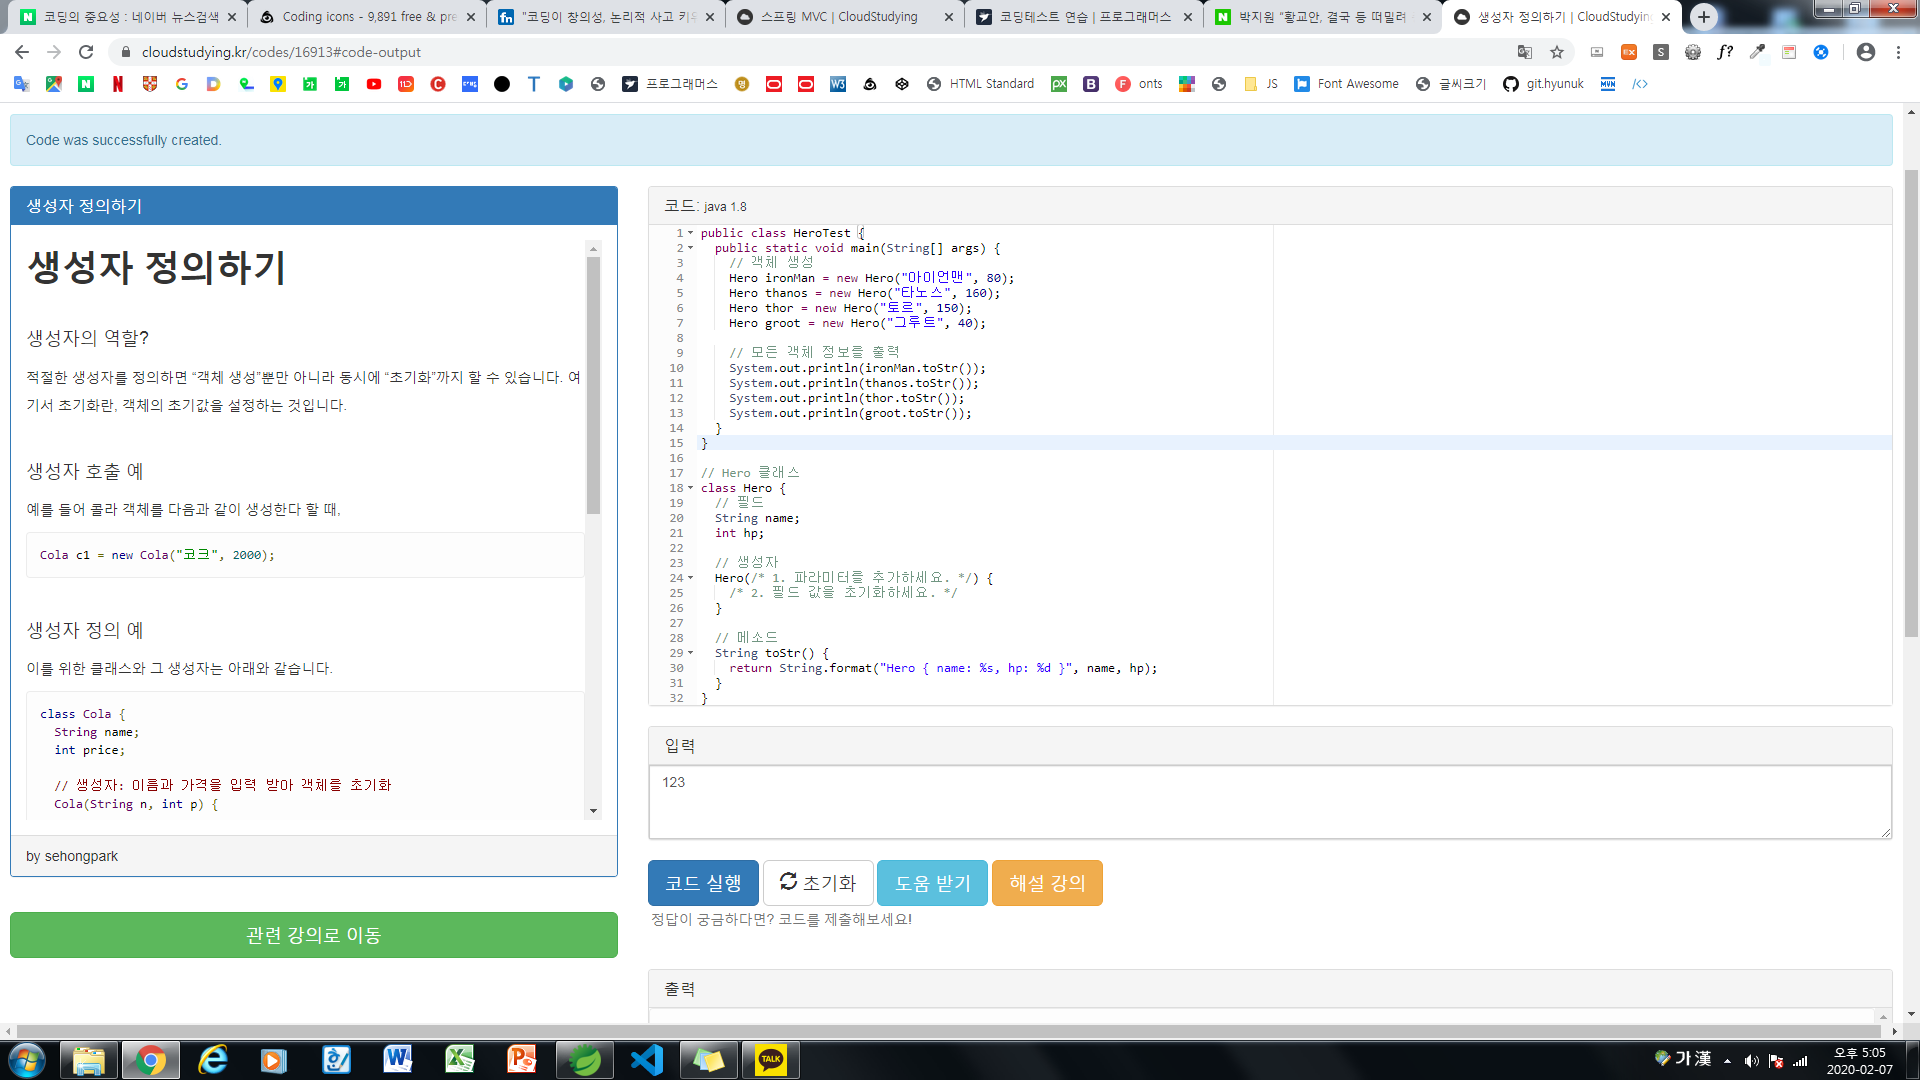 코딩의 중요성 : 네이버 뉴스검색
Coding icons - 9,891 free & pre
"코딩이 창의성, 논리적 사고 키우
스프링 MVC | CloudStudying
코딩테스트 연습 | 프로그래머스
박지원 "황교안, 결국 등 떠밀려
생성자 정의하기 | CloudStudying
cloudstudying.kr/codes/16913#code-output
프로그래머스
HTML Standard
onts
JS
Font Awesome
글씨크기
git.hyunuk
Code was successfully created.
생성자 정의하기
생성자 정의하기
생성자의 역할?
적절한 생성자를 정의하면 “객체 생성”뿐만 아니라 동시에 “초기화”까지 할 수 있습니다. 여
기서 초기화란, 객체의 초기값을 설정하는 것입니다.
생성자 호출 예
예를 들어 콜라 객체를 다음과 같이 생성한다 할 때,
Cola c1 = new Cola("코크", 2000);
생성자 정의 예
이를 위한 클래스와 그 생성자는 아래와 같습니다.
class Cola {
String name;
int price;
// 생성자: 이름과 가격을 입력 받아 객체를 초기화
Cola(String n, int p) {
by sehongpark
관련 강의로 이동
코드: java 1.8
1 public class HeroTest {
2 public static void main(String[] args) {
3 // 객체 생성
4 Hero ironMan = new Hero("아이언맨", 80);
5 Hero thanos = new Hero("타노스", 160);
6 Hero thor = new Hero("토르", 150);
7 Hero groot = new Hero("그루트", 40);
8
9 // 모든 객체 정보를 출력
10 System.out.println(ironMan.toStr());
11 System.out.println(thanos.toStr());
12 System.out.println(thor.toStr());
13 System.out.println(groot.toStr());
14 }
15 }
16
17 // Hero 클래스
18 class Hero {
19 // 필드
20 String name;
21 int hp;
22
23 // 생성자
24 Hero(/* 1. 파라미터를 추가하세요. */) {
25 /* 2. 필드 값을 초기화하세요. */
26 }
27
28 // 메소드
29 String toStr() {
30 return String.format("Hero { name: %s, hp: %d }", name, hp);
31 }
32 }
입력
123
코드 실행
초기화
도움 받기
해설 강의
정답이 궁금하다면? 코드를 제출해보세요!
출력
TALK
가 漢
오후 5:05
2020-02-07